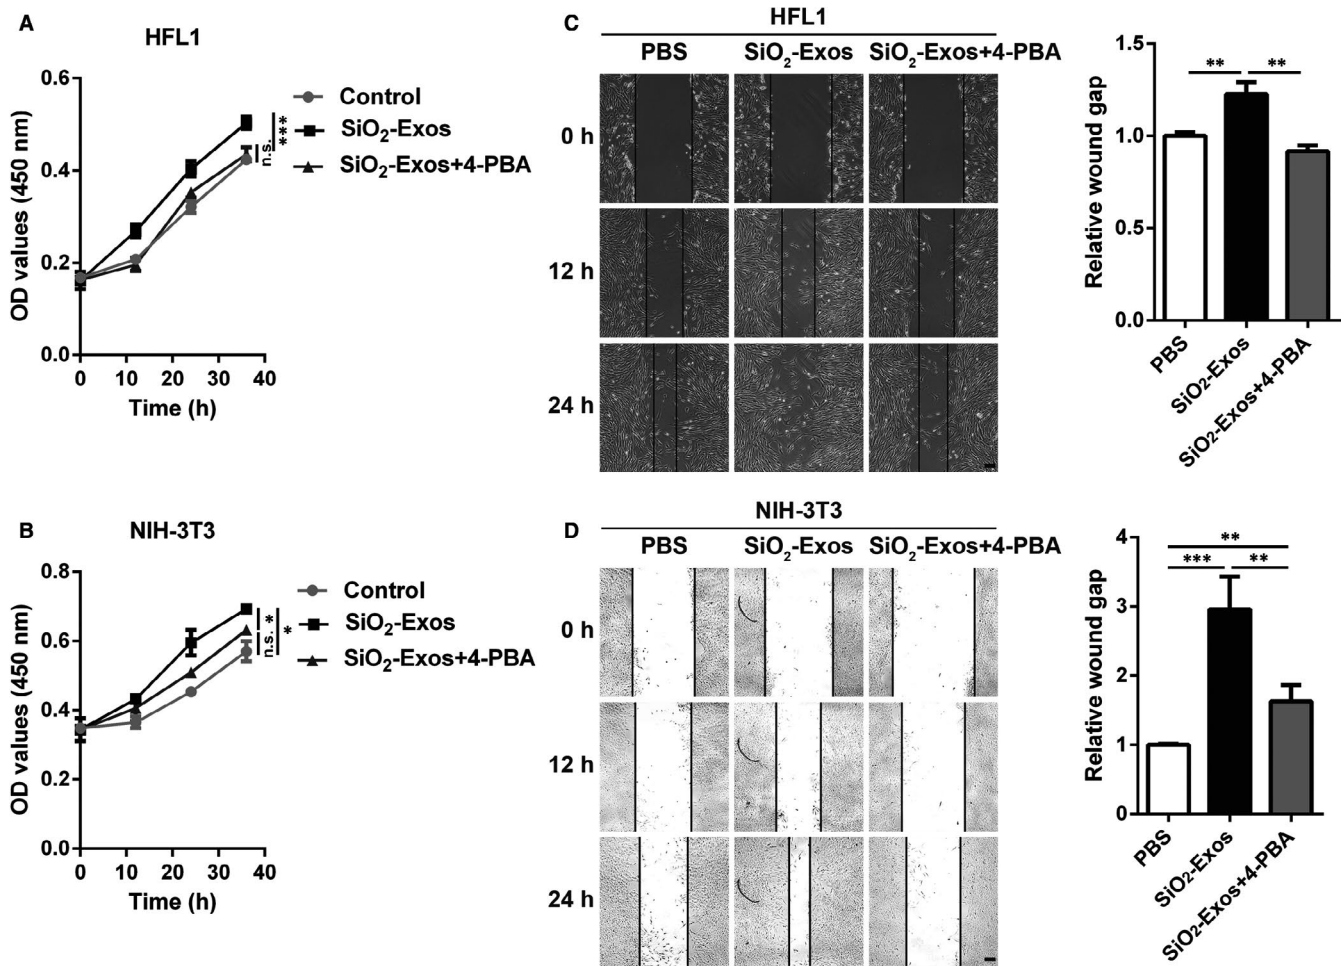 A
HFL1
OD values (450 nm)
0.6
0.4
0.2
0.0
0 10 20 30 40
Time (h)
Control
SiO2-Exos
SiO2-Exos+4-PBA
n.s.
***
B
NIH-3T3
OD values (450 nm)
0.8
0.6
0.4
0.2
0.0
0 10 20 30 40
Time (h)
Control
SiO2-Exos
SiO2-Exos+4-PBA
n.s. *
*
C
HFL1
PBS SiO2-Exos SiO2-Exos+4-PBA
0 h
12 h
24 h
Relative wound gap
1.5
1.0
0.5
0.0
** **
PBS
SiO2-Exos
SiO2-Exos+4-PBA
D
NIH-3T3
PBS SiO2-Exos SiO2-Exos+4-PBA
0 h
12 h
24 h
Relative wound gap
4
3
2
1
0
**
*** **
PBS
SiO2-Exos
SiO2-Exos+4-PBA